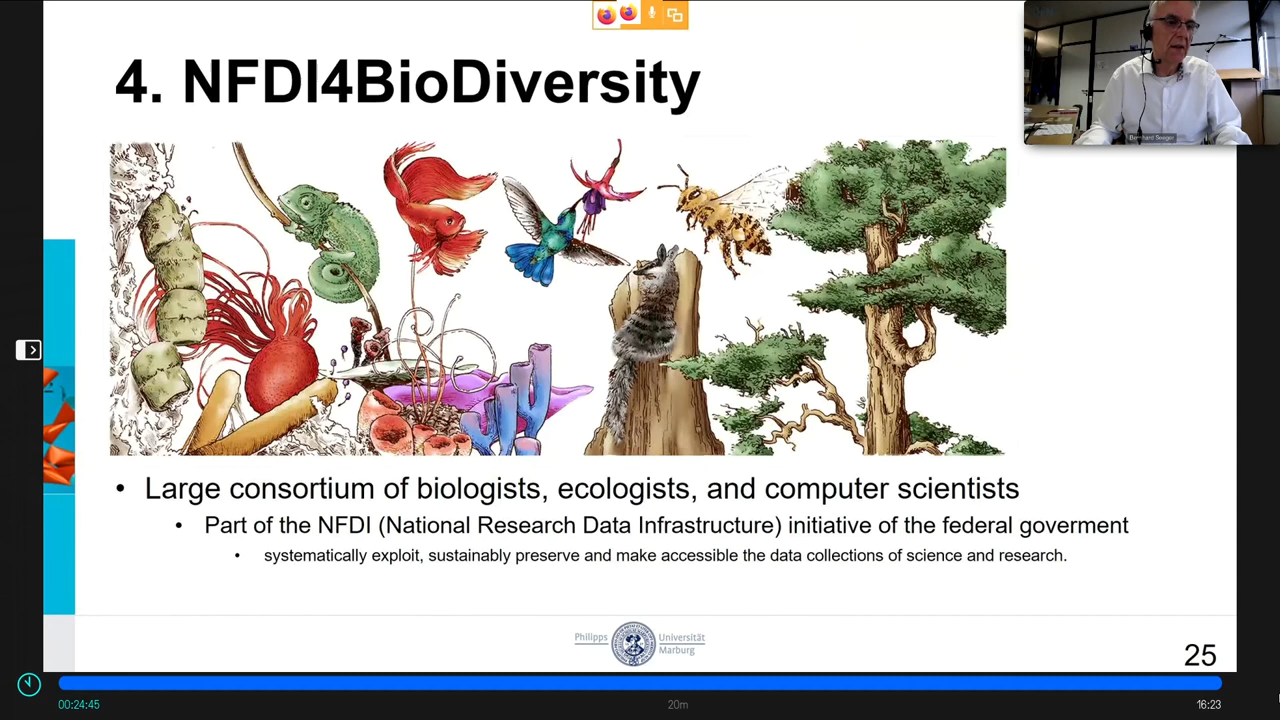 4. NFDI4BioDiversity
Bernhard Seeger
• Large consortium of biologists, ecologists, and computer scientists
• Part of the NFDI (National Research Data Infrastructure) initiative of the federal goverment
• systematically exploit, sustainably preserve and make accessible the data collections of science and research.
Philipps Universität
Marburg
25
00:24:45 20m 16:23